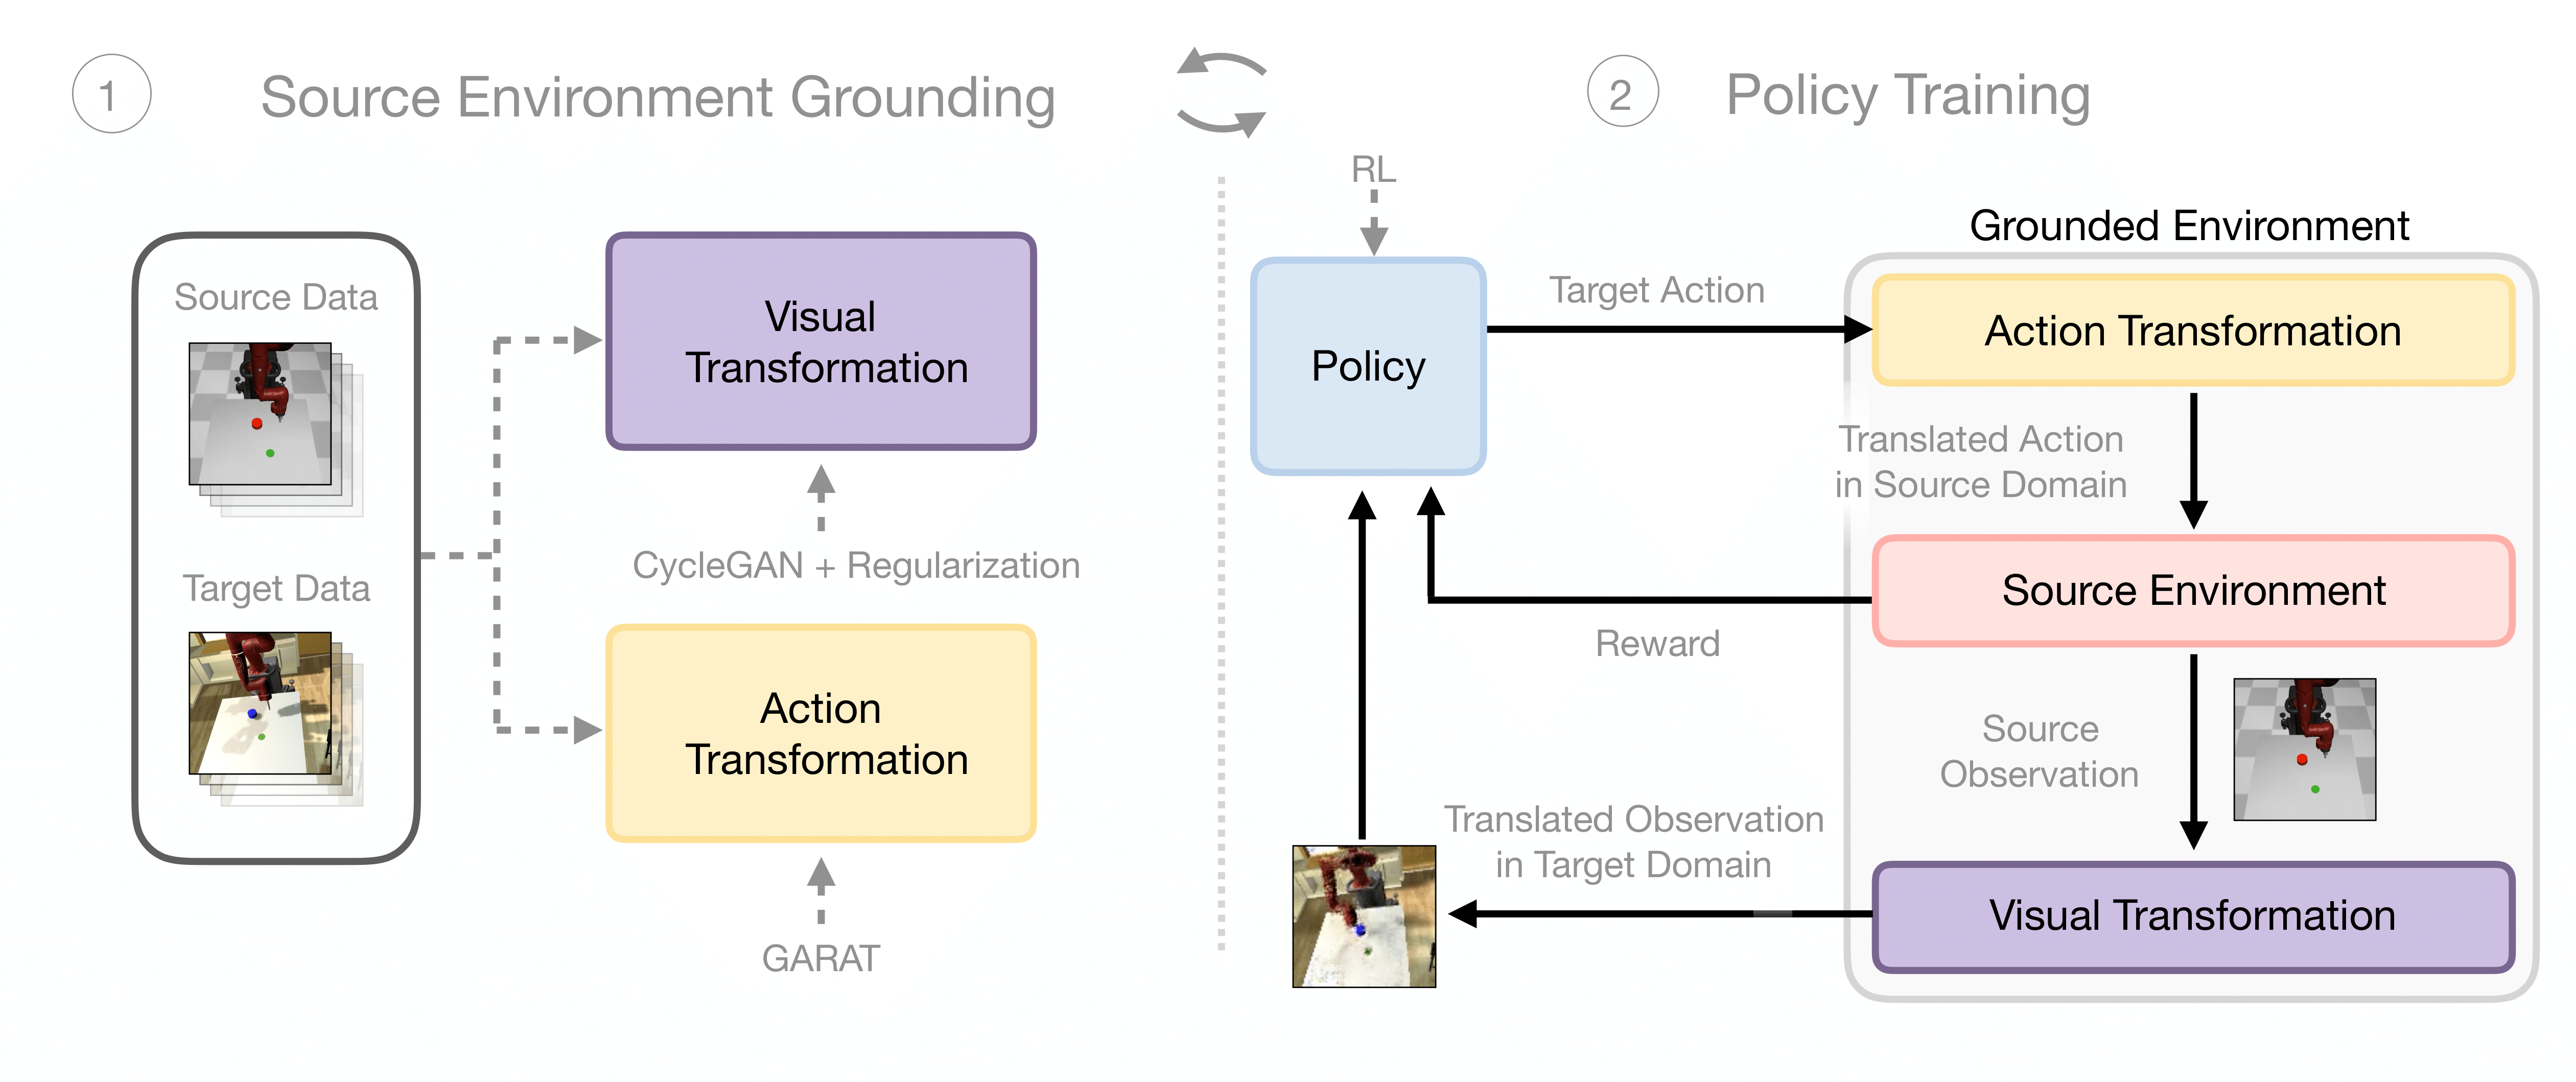 1
Source Environment Grounding
Source Data
Target Data
Visual
Transformation
CycleGAN + Regularization
Action
Transformation
GARAT
2
Policy Training
RL
Policy
Target Action
Grounded Environment
Action Transformation
Translated Action
in Source Domain
Source Environment
Reward
Source
Observation
Translated Observation
in Target Domain
Visual Transformation